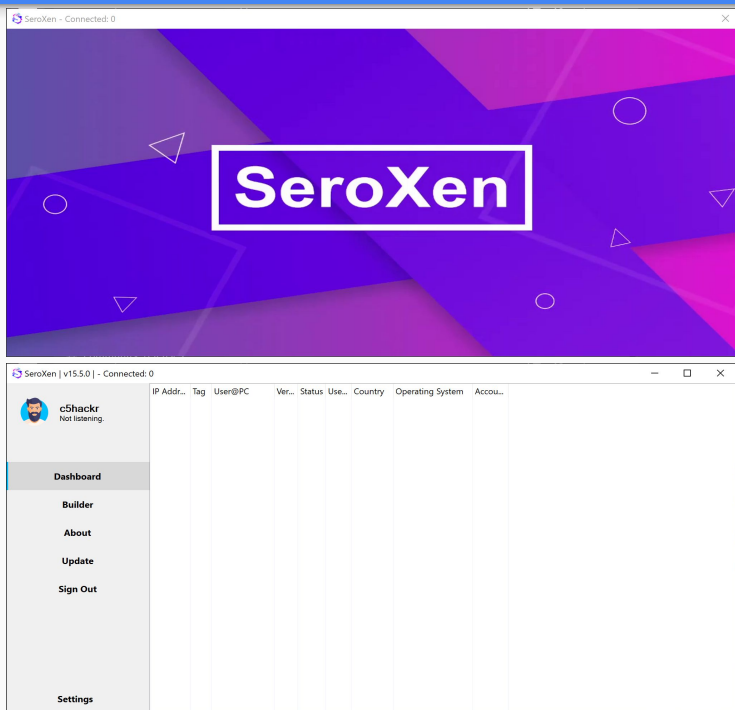 SeroXen - Connected: 0
SeroXen
SeroXen | v15.5.0 | - Connected: 0
IP Addr... Tag User@PC Ver... Status Use... Country Operating System Accou...
c5hackr
Not listening.
Dashboard
Builder
About
Update
Sign Out
Settings